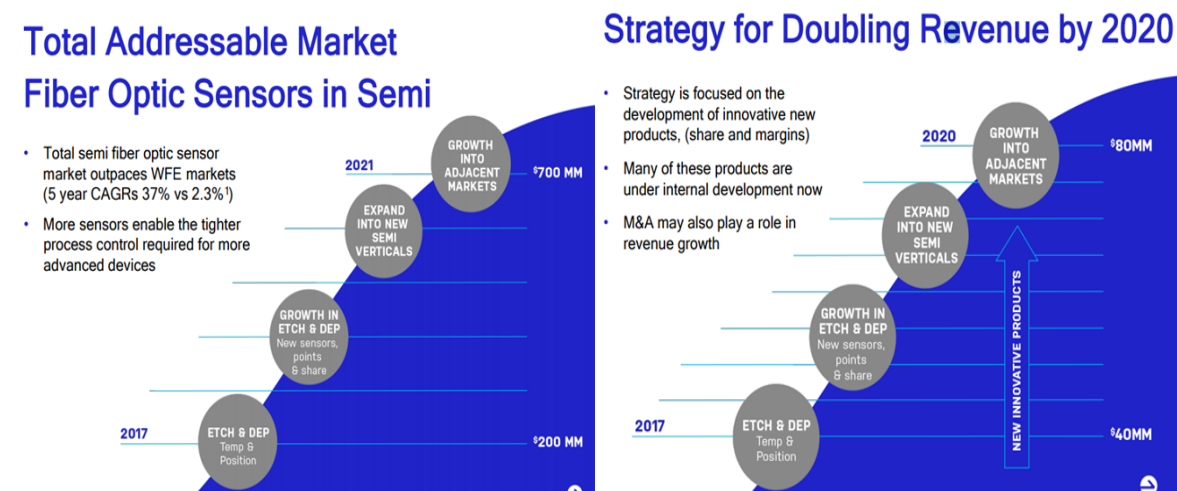 Total Addressable Market
Fiber Optic Sensors in Semi
• Total semi fiber optic sensor
market outpaces WFE markets
(5 year CAGRs 37% vs 2.3%¹)
• More sensors enable the tighter
process control required for more
advanced devices
2021
GROWTH
INTO
ADJACENT
MARKETS
$700 MM
EXPAND
INTO NEW
SEMI
VERTICALS
GROWTH IN
ETCH & DEP
New sensors,
points
& share
2017
ETCH & DEP
Temp &
Position
$200 MM
Strategy for Doubling Revenue by 2020
• Strategy is focused on the
development of innovative new
products, (share and margins)
• Many of these products are
under internal development now
• M&A may also play a role in
revenue growth
2020
GROWTH
INTO
ADJACENT
MARKETS
$80MM
EXPAND
INTO NEW
SEMI
VERTICALS
GROWTH IN
ETCH & DEP
New sensors,
points
& share
NEW INNOVATIVE PRODUCTS
2017
ETCH & DEP
Temp &
Position
$40MM